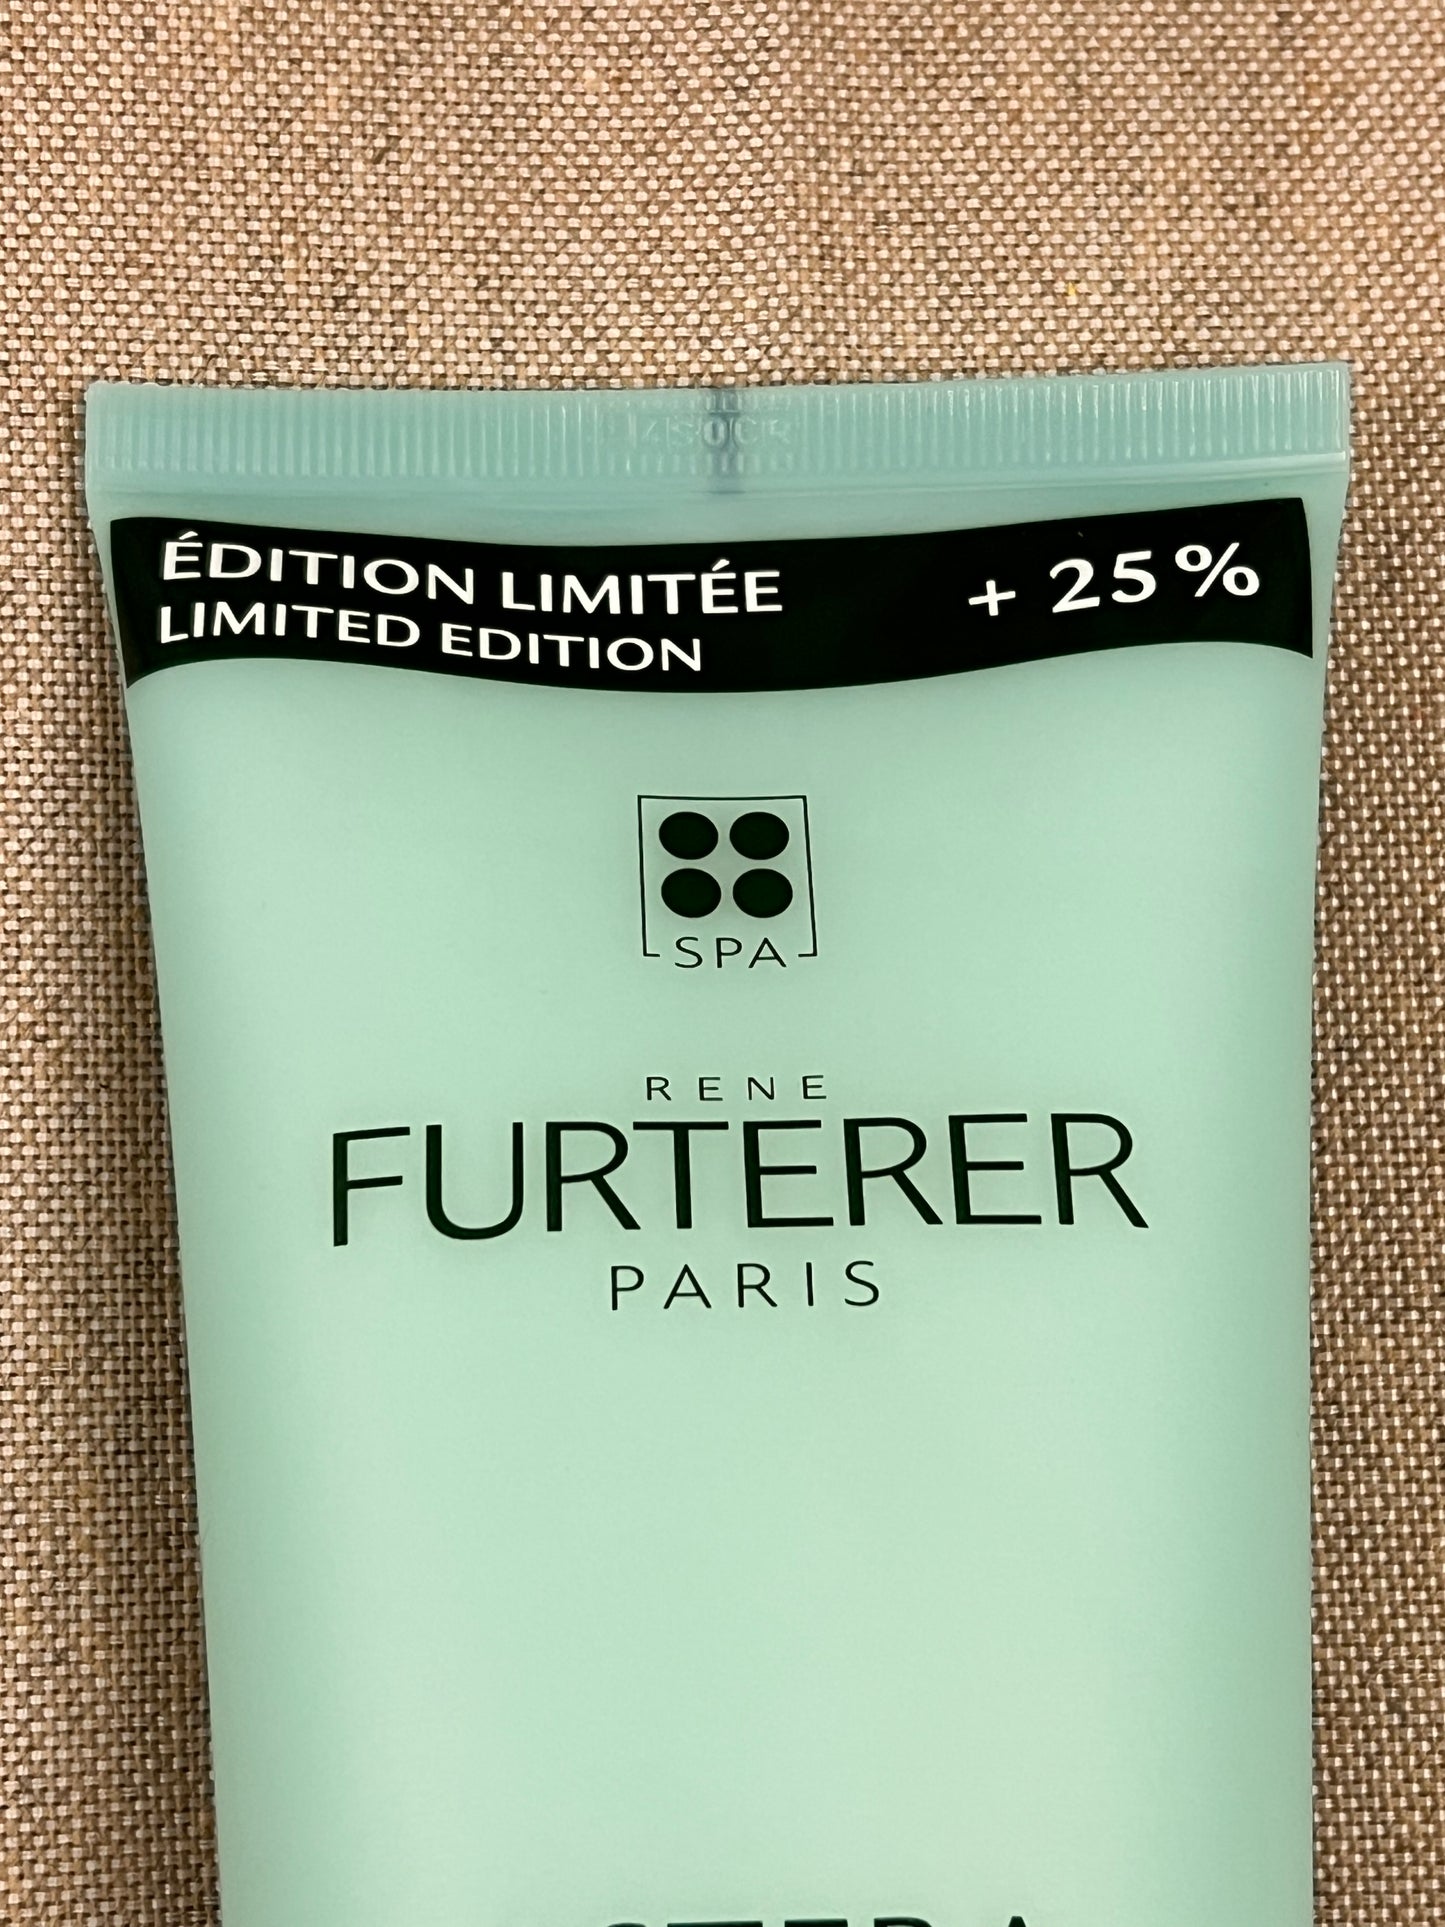 ÉDITION LIMITÉE
LIMITED EDITION
+ 25%
SPA
RENE
FURTERER
PARIS